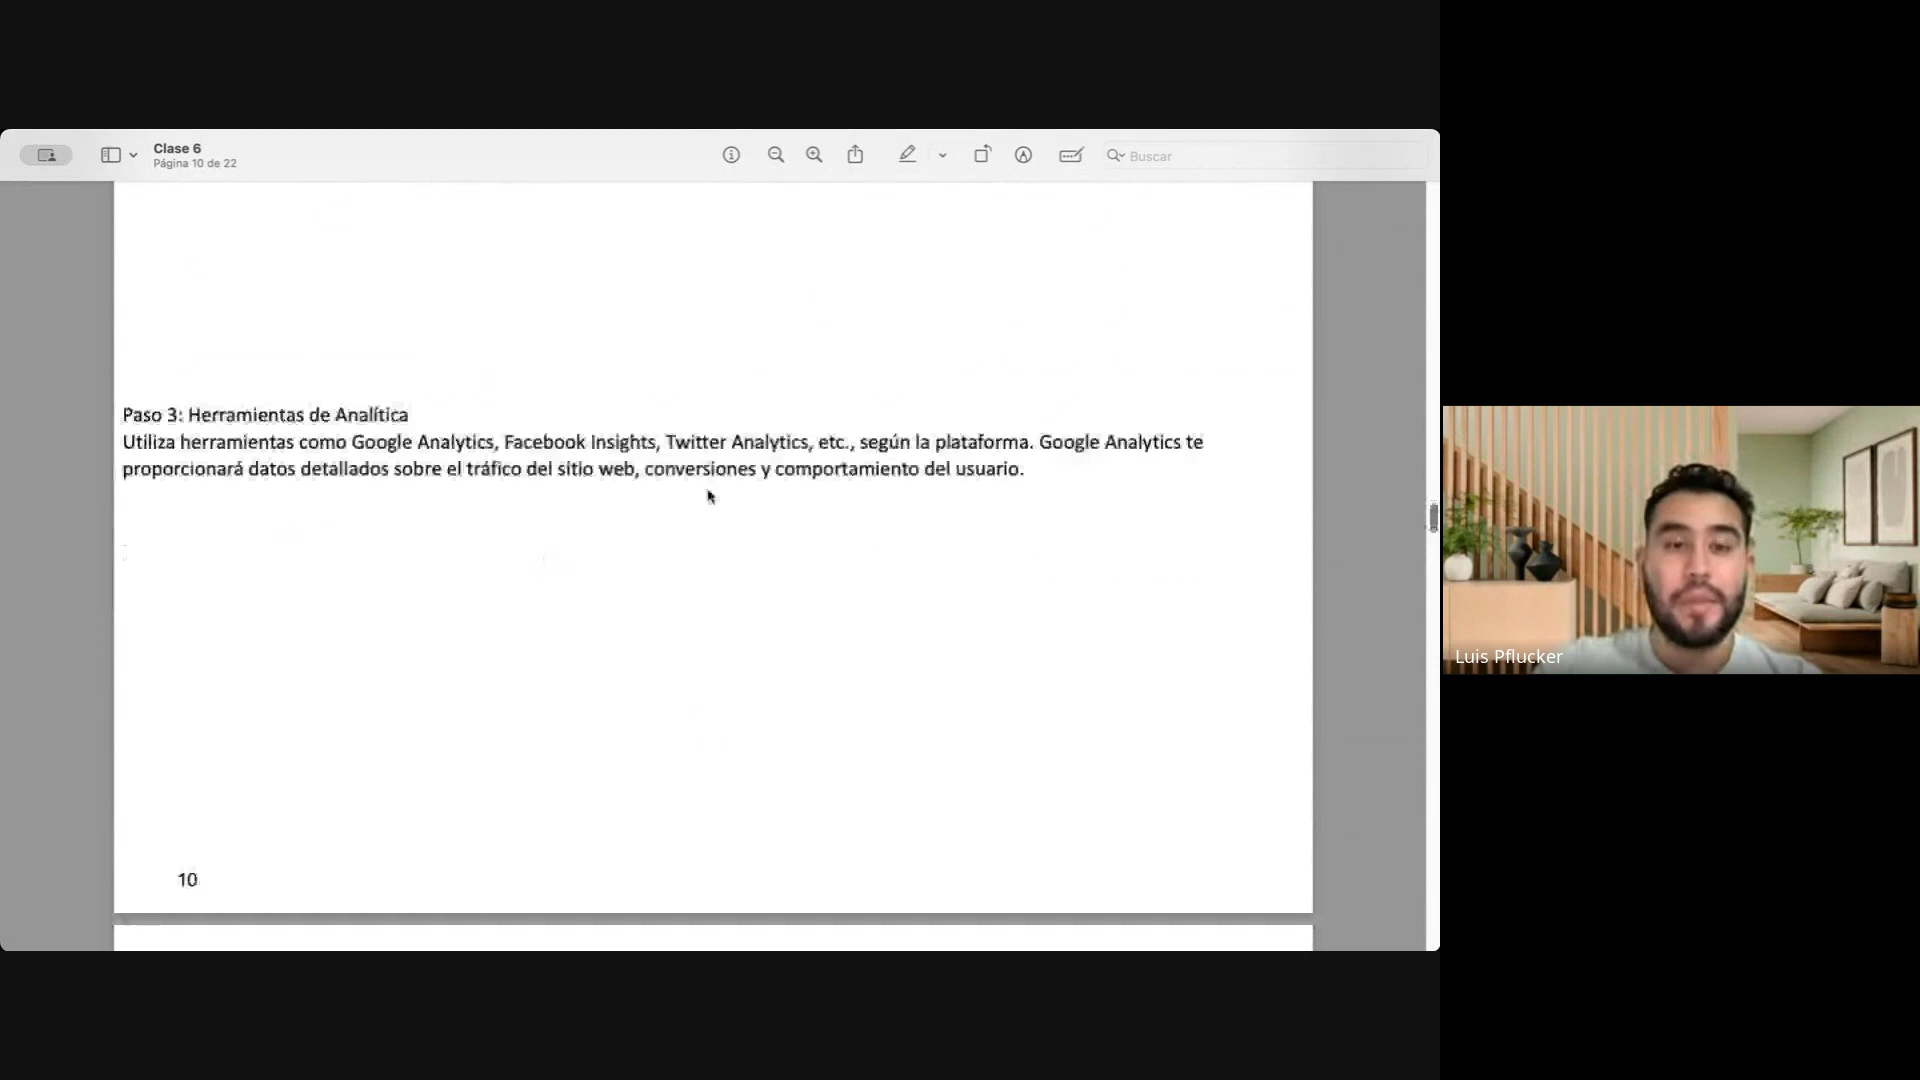 Clase 6
Página 10 de 22
Buscar
Paso 3: Herramientas de Analítica
Utiliza herramientas como Google Analytics, Facebook Insights, Twitter Analytics, etc., según la plataforma. Google Analytics te
proporcionará datos detallados sobre el tráfico del sitio web, conversiones y comportamiento del usuario.
10
Luis Pflucker